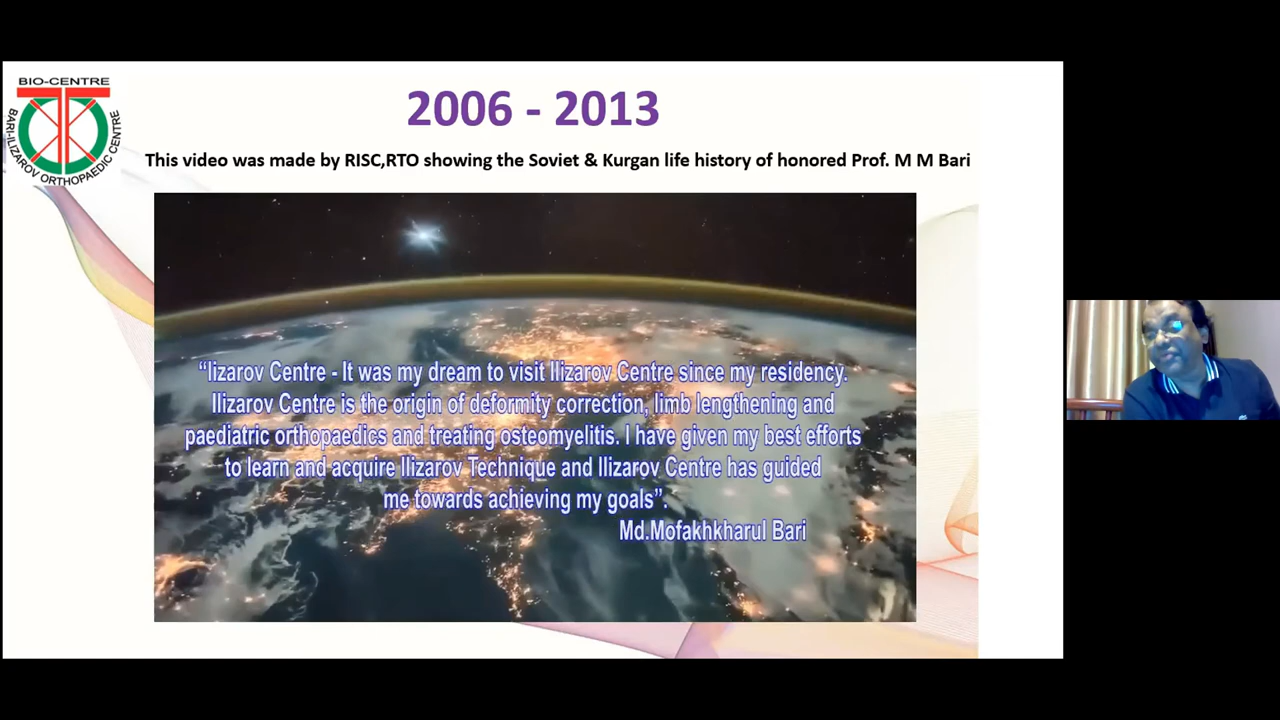 BIO-CENTRE
BARI-ILIZAROV ORTHOPAEDIC CENTRE
2006 - 2013
This video was made by RISC,RTO showing the Soviet & Kurgan life history of honored Prof. M M Bari
“lizarov Centre - It was my dream to visit Ilizarov Centre since my residency.
Ilizarov Centre is the origin of deformity correction, limb lengthening and
paediatric orthopaedics and treating osteomyelitis. I have given my best efforts
to learn and acquire Ilizarov Technique and Ilizarov Centre has guided
me towards achieving my goals”.
Md.Mofakhkharul Bari